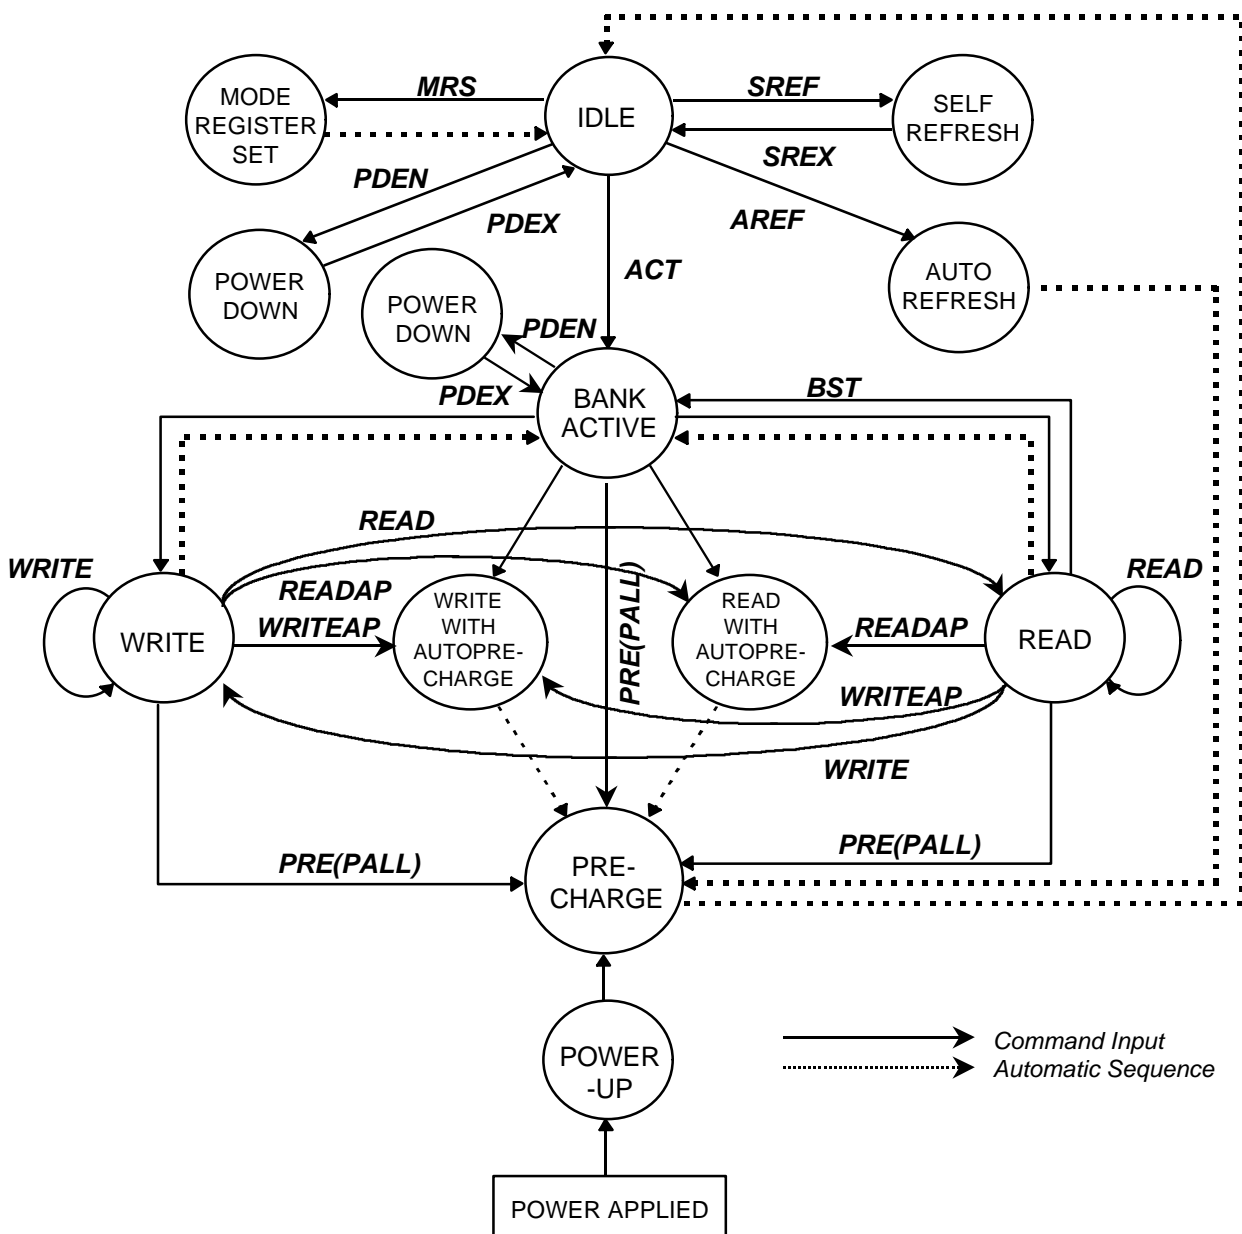 MRS
SREF
MODE
REGISTER
SET
IDLE
SELF
REFRESH
SREX
PDEN
PDEX
AREF
ACT
POWER
DOWN
AUTO
REFRESH
POWER
DOWN
PDEN
PDEX
BANK
ACTIVE
BST
READ
WRITE
READ
READAP
WRITEAP
WRITE
WRITE
WITH
AUTOPRE-
CHARGE
PRE(PALL)
READ
WITH
AUTOPRE-
CHARGE
READAP
READ
WRITEAP
WRITE
PRE(PALL)
PRE(PALL)
PRE-
CHARGE
POWER
-UP
Command Input
Automatic Sequence
POWER APPLIED